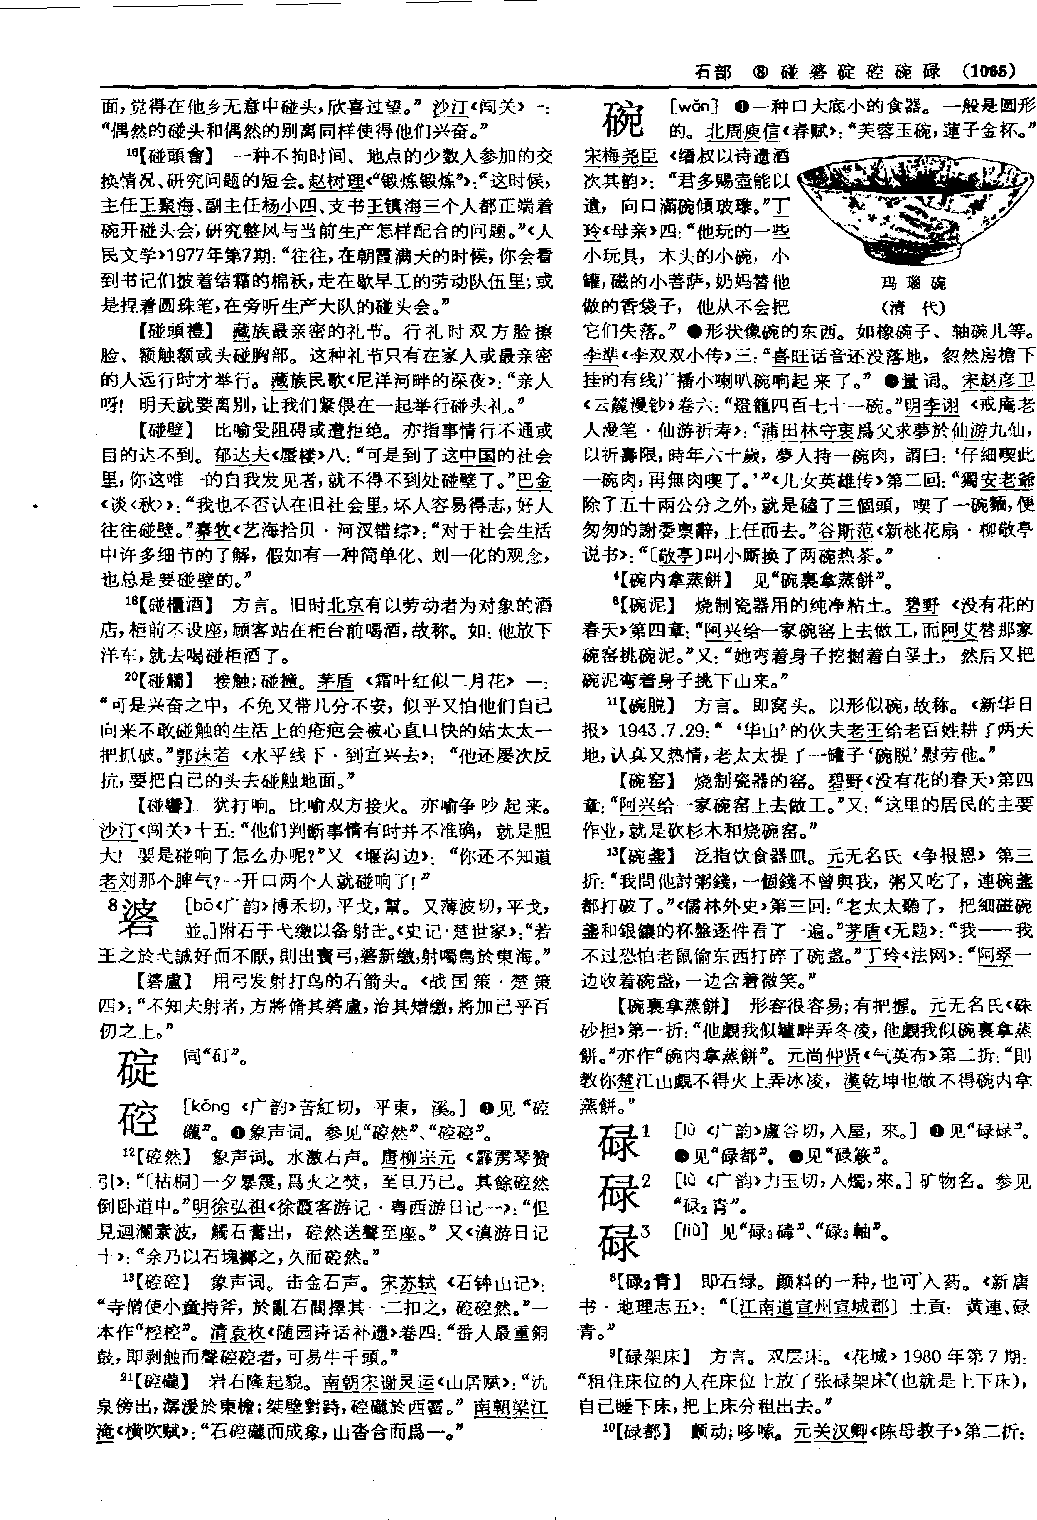 石部 ⑧ 碰 碆 碇 硿 碗 碌 (1065)
面，觉得在他乡无意中碰头，欣喜过望。”沙汀《闯关》一：
“偶然的碰头和偶然的别离同样使得他们兴奋。”
16【碰頭會】 一种不拘时间、地点的少数人参加的交
换情况、研究问题的短会。赵树理《“锻炼锻炼”》：“这时候，
主任王聚海、副主任杨小四、支书王镇海三个人都正端着
碗开碰头会，研究整风与当前生产怎样配合的问题。”《人
民文学》1977年第7期：“往往，在朝霞满天的时候，你会看
到书记们披着结霜的棉袄，走在歇早工的劳动队伍里；或
是捏着圆珠笔，在旁听生产大队的碰头会。”
【碰頭禮】 藏族最亲密的礼节。行礼时双方脸擦
脸、额触额或头碰胸部。这种礼节只有在家人或最亲密
的人远行时才举行。藏族民歌《尼洋河畔的深夜》：“亲人
呀！明天就要离别，让我们紧偎在一起举行碰头礼。”
【碰壁】 比喻受阻碍或遭拒绝。亦指事情行不通或
目的达不到。郁达夫《蜃楼》八：“可是到了这中国的社会
里，你这唯一的自我发见者，就不得不到处碰壁了。”巴金
《谈〈秋〉》：“我也不否认在旧社会里，坏人容易得志，好人
往往碰壁。”秦牧《艺海拾贝·河汊错综》：“对于社会生活
中许多细节的了解，假如有一种简单化、划一化的观念，
也总是要碰壁的。”
18【碰櫃酒】 方言。旧时北京有以劳动者为对象的酒
店，柜前不设座，顾客站在柜台前喝酒，故称。如：他放下
洋车，就去喝碰柜酒了。
20【碰觸】 接触；碰撞。茅盾《霜叶红似二月花》一：
“可是兴奋之中，不免又带几分不安，似乎又怕他们自己
向来不敢碰触的生活上的疮疤会被心直口快的姑太太一
把抓破。”郭沫若《水平线下·到宜兴去》：“他还屡次反
抗，要把自己的头去碰触地面。”
【碰響】 犹打响。比喻双方接火。亦喻争吵起来。
沙汀《闯关》十五：“他们判断事情有时并不准确，就是胆
大！要是碰响了怎么办呢？”又《堰沟边》：“你还不知道
老刘那个脾气？一开口两个人就碰响了！”
8碆 [bō《广韵》博禾切，平戈，幫。又薄波切，平戈，
並。]附石于弋缴以备射击。《史记·楚世家》：“若
王之於弋誠好而不厭，則出寶弓，碆新繳，射噣鳥於東海。”
【碆盧】 用弓发射打鸟的石箭头。《战国策·楚策
四》：“不知夫射者，方將脩其碆盧，治其矰繳，將加己乎百
仞之上。”
碇 同“矴”。
硿 [kōng《广韵》苦紅切，平東，溪。] ❶见“硿
礲”。❷象声词。参见“硿然”、“硿硿”。
12【硿然】 象声词。水激石声。唐柳宗元《霹雳琴赞
引》：“〔枯桐〕一夕暴震，爲火之焚，至旦乃已。其餘硿然
倒卧道中。”明徐弘祖《徐霞客游记·粤西游日记一》：“但
見迴瀾素波，觸石奮出，硿然送聲至座。”又《滇游日记
十》：“余乃以石塊擲之，久而硿然。”
13【硿硿】 象声词。击金石声。宋苏轼《石钟山记》：
“寺僧使小童持斧，於亂石間擇其一二扣之，硿硿然。”一
本作“椌椌”。清袁枚《随园诗话补遗》卷四：“番人最重銅
鼓，即剥蝕而聲硿硿者，可易牛千頭。”
21【硿礲】 岩石隆起貌。南朝宋谢灵运《山居赋》：“氿
泉傍出，潺湲於東檐；桀壁對跱，硿礲於西霤。”南朝梁江
淹《横吹赋》：“石硿礲而成象，山沓合而爲一。”
碗 [wǎn] ❶一种口大底小的食器。一般是圆形
的。北周庾信《春赋》：“芙蓉玉碗，蓮子金杯。”
宋梅尧臣《缙叔以诗遗酒
次其韵》：“君多赐壶能以
遗，向口滿碗傾玻璨。”丁
玲《母亲》四：“他玩的一些
小玩具，木头的小碗，小
罐，磁的小菩萨，奶妈替他
做的香袋子，他从不会把
玛 瑙 碗
(清 代)
它们失落。”❷形状像碗的东西。如橡碗子、轴碗儿等。
李凖《李双双小传》三：“喜旺话音还没落地，忽然房檐下
挂的有线广播小喇叭碗响起来了。”❸量词。宋赵彦卫
《云麓漫钞》卷六：“燈籠四百七十一碗。”明李诩《戒庵老
人漫笔·仙游祈寿》：“蒲田林守衷爲父求夢於仙游九仙，
以祈壽限，時年六十歲，夢人持一碗肉，謂曰：‘仔細喫此
一碗肉，再無肉喫了。’”《儿女英雄传》第二回：“獨安老爺
除了五十兩公分之外，就是磕了三個頭，喫了一碗麵，便
匆匆的謝委禀辭，上任而去。”谷斯范《新桃花扇·柳敬亭
说书》：“〔敬亭〕叫小厮换了两碗热茶。”
4【碗内拿蒸餅】 见“碗裏拿蒸餅”。
8【碗泥】 烧制瓷器用的纯净粘土。碧野《没有花的
春天》第四章：“阿兴给一家碗窑上去做工，而阿艾替那家
碗窑挑碗泥。”又：“她弯着身子挖掘着白垩土，然后又把
碗泥弯着身子挑下山来。”
11【碗脱】 方言。即窝头。以形似碗，故称。《新华日
报》1943.7.29：“‘华山’的伙夫老王给老百姓耕了两天
地，认真又热情，老太太提了一罐子‘碗脱’慰劳他。”
【碗窑】 烧制瓷器的窑。碧野《没有花的春天》第四
章：“阿兴给一家碗窑上去做工。”又：“这里的居民的主要
作业，就是砍杉木和烧碗窑。”
13【碗盞】 泛指饮食器皿。元无名氏《争报恩》第三
折：“我問他討粥錢，一個錢不曾與我，粥又吃了，連碗盞
都打破了。”《儒林外史》第三回：“老太太聽了，把細磁碗
盞和銀鑲的杯盤逐件看了一遍。”茅盾《无题》：“我——我
不过恐怕老鼠偷东西打碎了碗盏。”丁玲《法网》：“阿翠一
边收着碗盏，一边含着微笑。”
【碗裏拿蒸餅】 形容很容易；有把握。元无名氏《硃
砂担》第一折：“他覷我似罏畔弄冬凌，他覷我似碗裏拿蒸
餅。”亦作“碗内拿蒸餅”。元尚仲贤《气英布》第二折：“則
教你楚江山覷不得火上弄冰凌，漢乾坤也做不得碗内拿
蒸餅。”
碌1 [lù《广韵》盧谷切，入屋，來。] ❶见“碌碌”。
❷见“碌都”。❸见“碌簌”。
碌2 [lù《广韵》力玉切，入燭，來。] 矿物名。参见
“碌2青”。
碌3 [liù] 见“碌3碡”、“碌3軸”。
8【碌2青】 即石绿。颜料的一种，也可入药。《新唐
书·地理志五》：“〔江南道宣州宣城郡〕土貢：黄連、碌
青。”
9【碌架床】 方言。双层床。《花城》1980年第7期：
“租住床位的人在床位上放了张碌架床（也就是上下床），
自己睡下床，把上床分租出去。”
10【碌都】 颤动；哆嗦。元关汉卿《陈母教子》第二折：